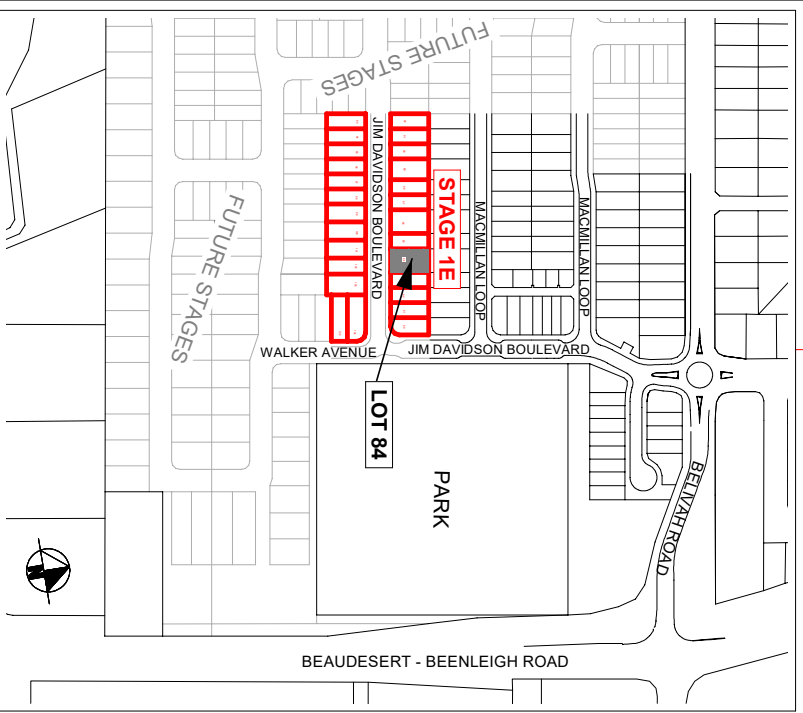 FUTURE STAGES
JIM DAVIDSON BOULEVARD
STAGE 1E
MACMILLAN LOOP
MACMILLAN LOOP
FUTURE STAGES
WALKER AVENUE
JIM DAVIDSON BOULEVARD
LOT 84
PARK
BELIVAH ROAD
N
BEAUDESERT - BEENLEIGH ROAD